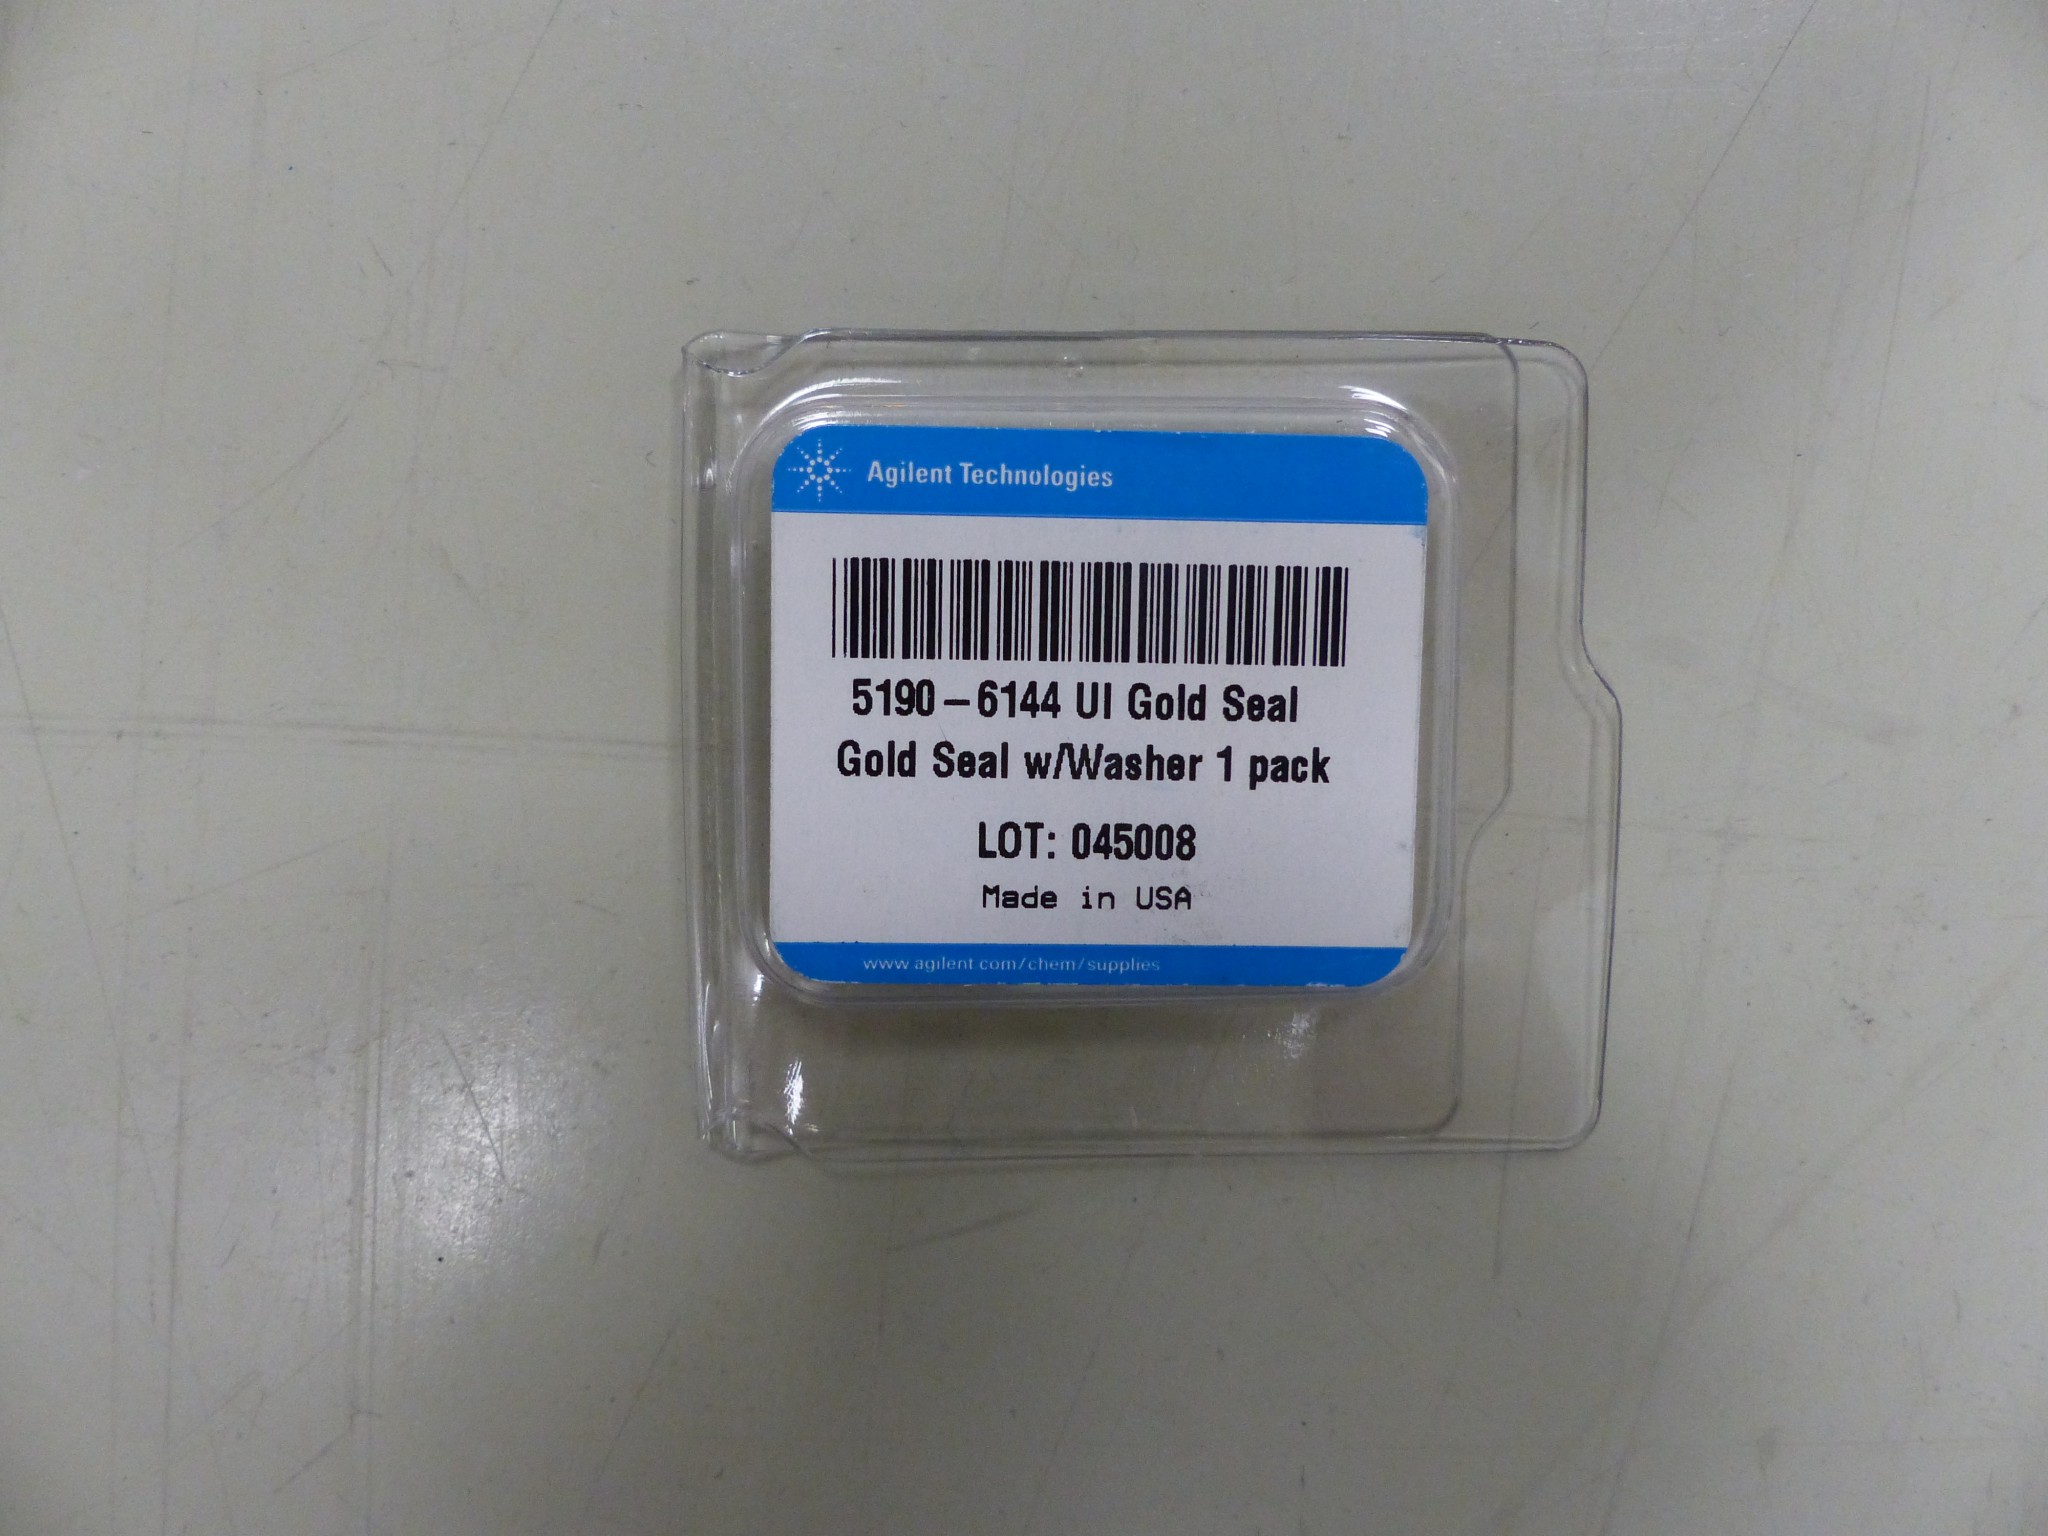 Agilent Technologies
5190-6144 UI Gold Seal
Gold Seal w/Washer 1 pack
LOT: 045008
Made in USA
www.agilent.com/chem/supplies